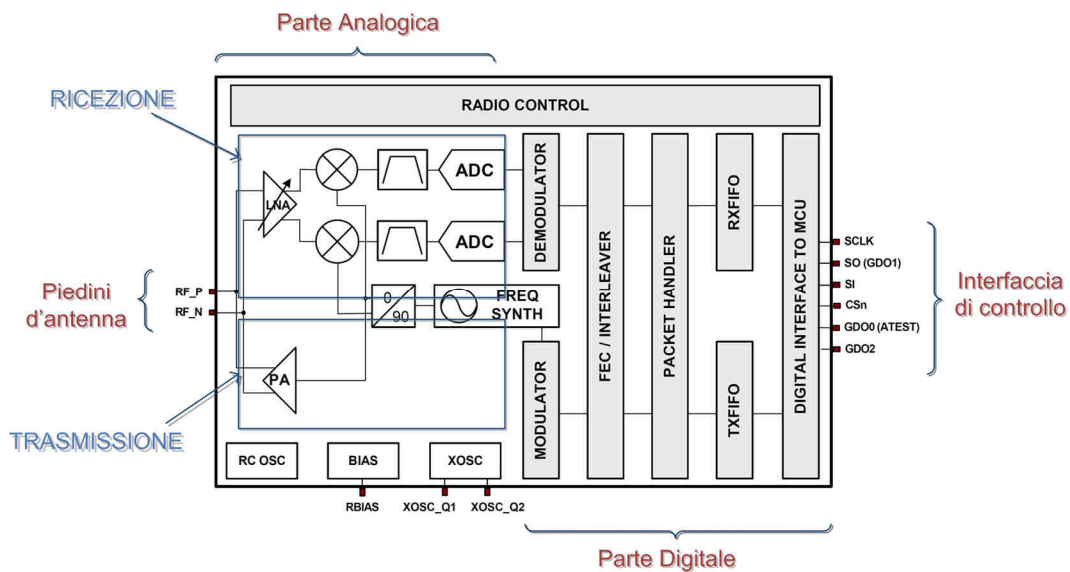 Parte Analogica
RICEZIONE
RADIO CONTROL
LNA
ADC
ADC
DEMODULATOR
FEC / INTERLEAVER
PACKET HANDLER
RXFIFO
DIGITAL INTERFACE TO MCU
SCLK
SO (GDO1)
SI
CSn
GDO0 (ATEST)
GDO2
Interfaccia
di controllo
Piedini
d'antenna
RF_P
RF_N
0
90
FREQ
SYNTH
PA
MODULATOR
TXFIFO
TRASMISSIONE
RC OSC
BIAS
XOSC
RBIAS
XOSC_Q1
XOSC_Q2
Parte Digitale